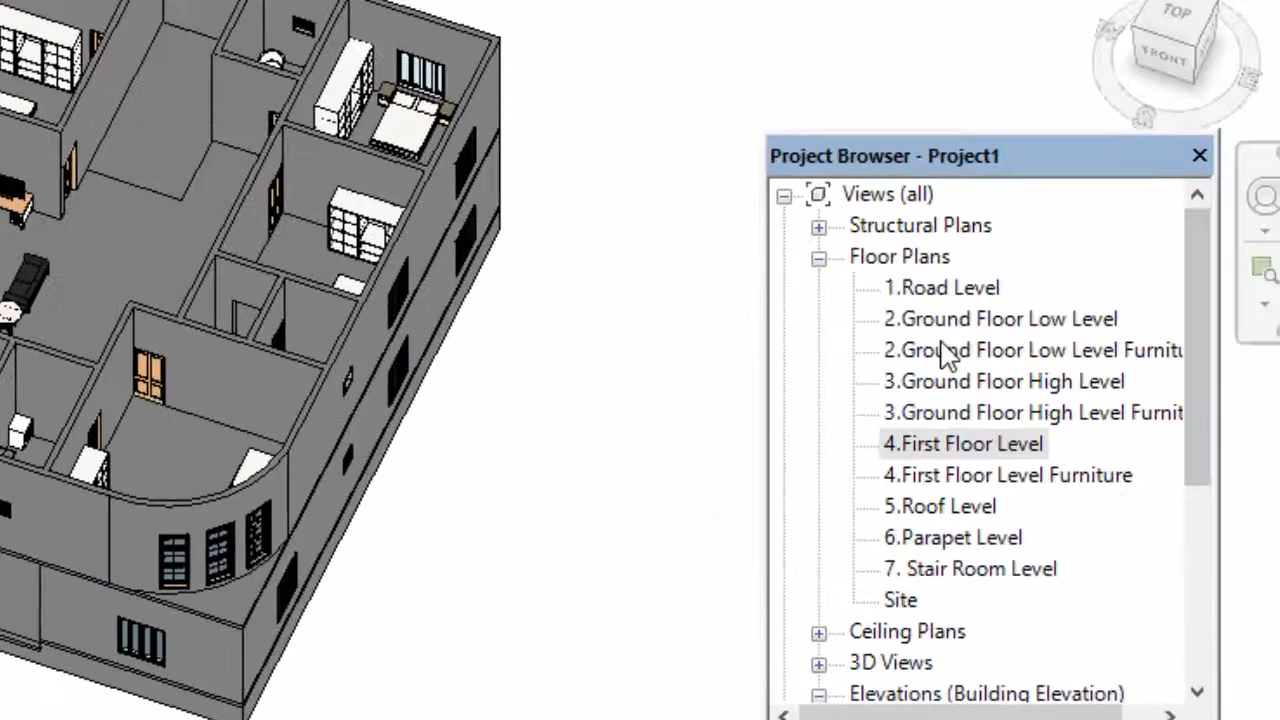 TOP
FRONT
Project Browser - Project1
Views (all)
Structural Plans
Floor Plans
1.Road Level
2.Ground Floor Low Level
2.Ground Floor Low Level Furnitu
3.Ground Floor High Level
3.Ground Floor High Level Furnit
4.First Floor Level
4.First Floor Level Furniture
5.Roof Level
6.Parapet Level
7. Stair Room Level
Site
Ceiling Plans
3D Views
Elevations (Building Elevation)